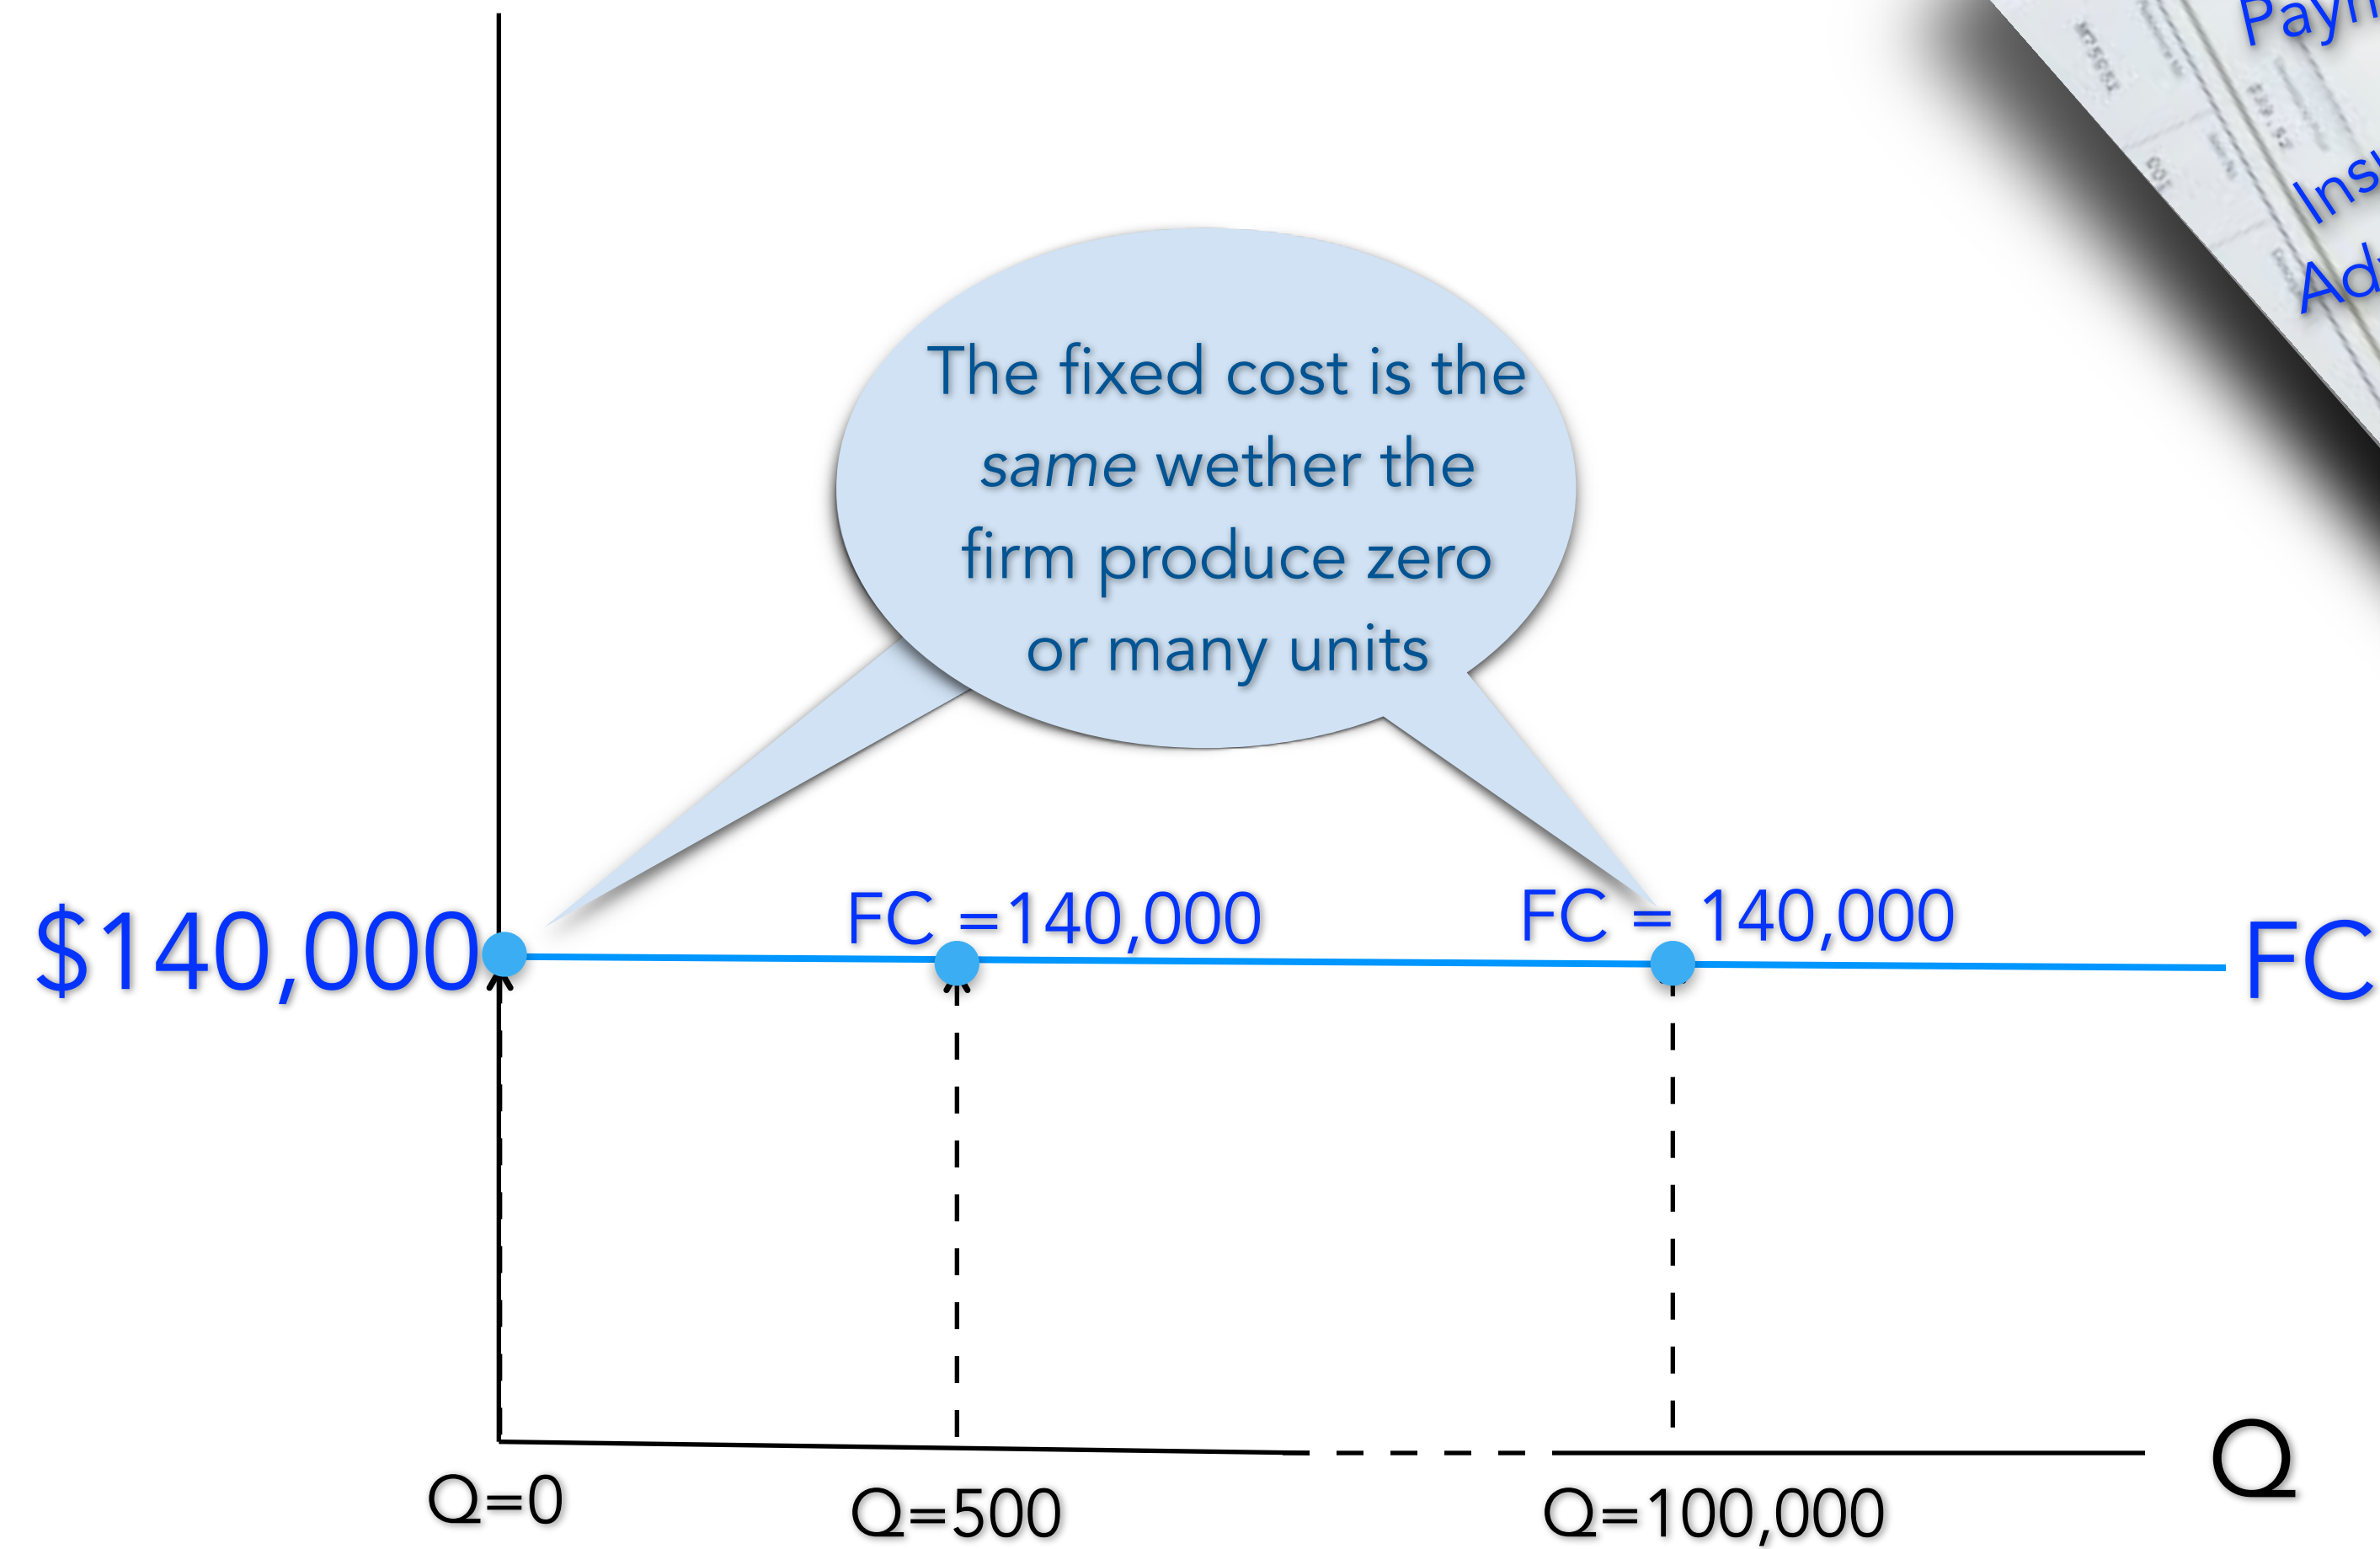 The fixed cost is the
same wether the
firm produce zero
or many units
$140,000
FC =140,000
FC = 140,000
FC
Q
Q=0
Q=500
Q=100,000